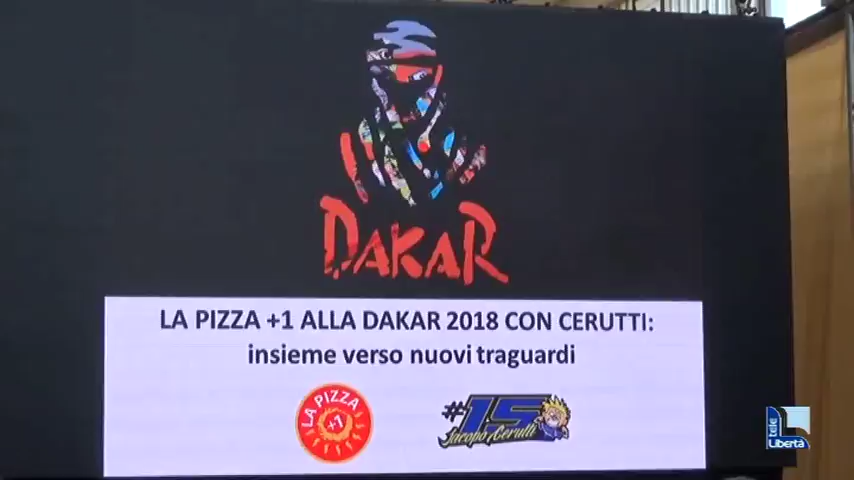 DAKAR
LA PIZZA +1 ALLA DAKAR 2018 CON CERUTTI:
insieme verso nuovi traguardi
LA PIZZA
+1
#15
Jacopo Cerutti
tele
Libertà